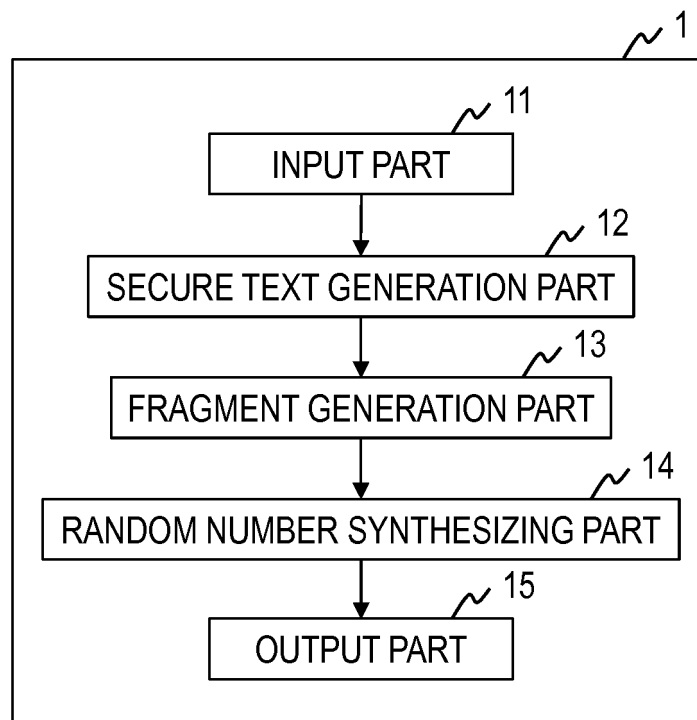 1
11
INPUT PART
12
SECURE TEXT GENERATION PART
13
FRAGMENT GENERATION PART
14
RANDOM NUMBER SYNTHESIZING PART
15
OUTPUT PART